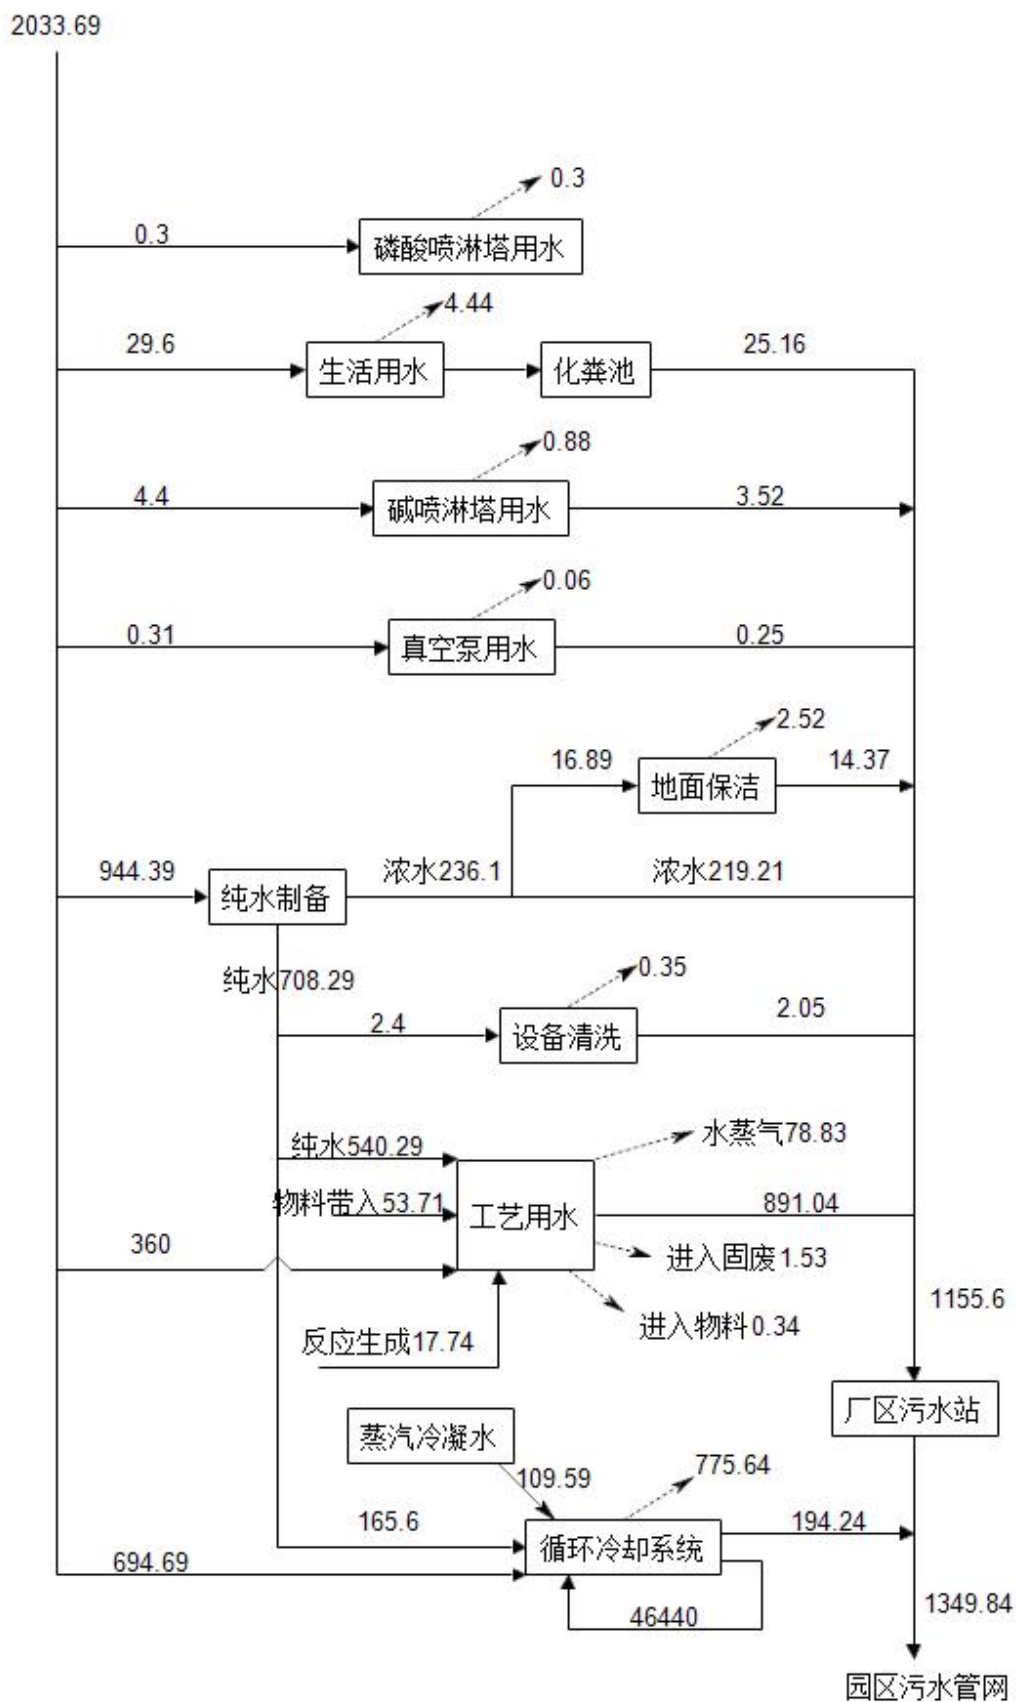 2033.69
0.3
0.3
磷酸喷淋塔用水
4.44
29.6
生活用水
化粪池
25.16
0.88
4.4
碱喷淋塔用水
3.52
0.06
0.31
真空泵用水
0.25
2.52
16.89
地面保洁
14.37
944.39
纯水制备
浓水236.1
浓水219.21
纯水708.29
0.35
2.4
设备清洗
2.05
纯水540.29
水蒸气78.83
物料带入53.71
工艺用水
891.04
360
进入固废1.53
1155.6
进入物料0.34
反应生成17.74
厂区污水站
蒸汽冷凝水
109.59
775.64
165.6
循环冷却系统
194.24
694.69
46440
1349.84
园区污水管网